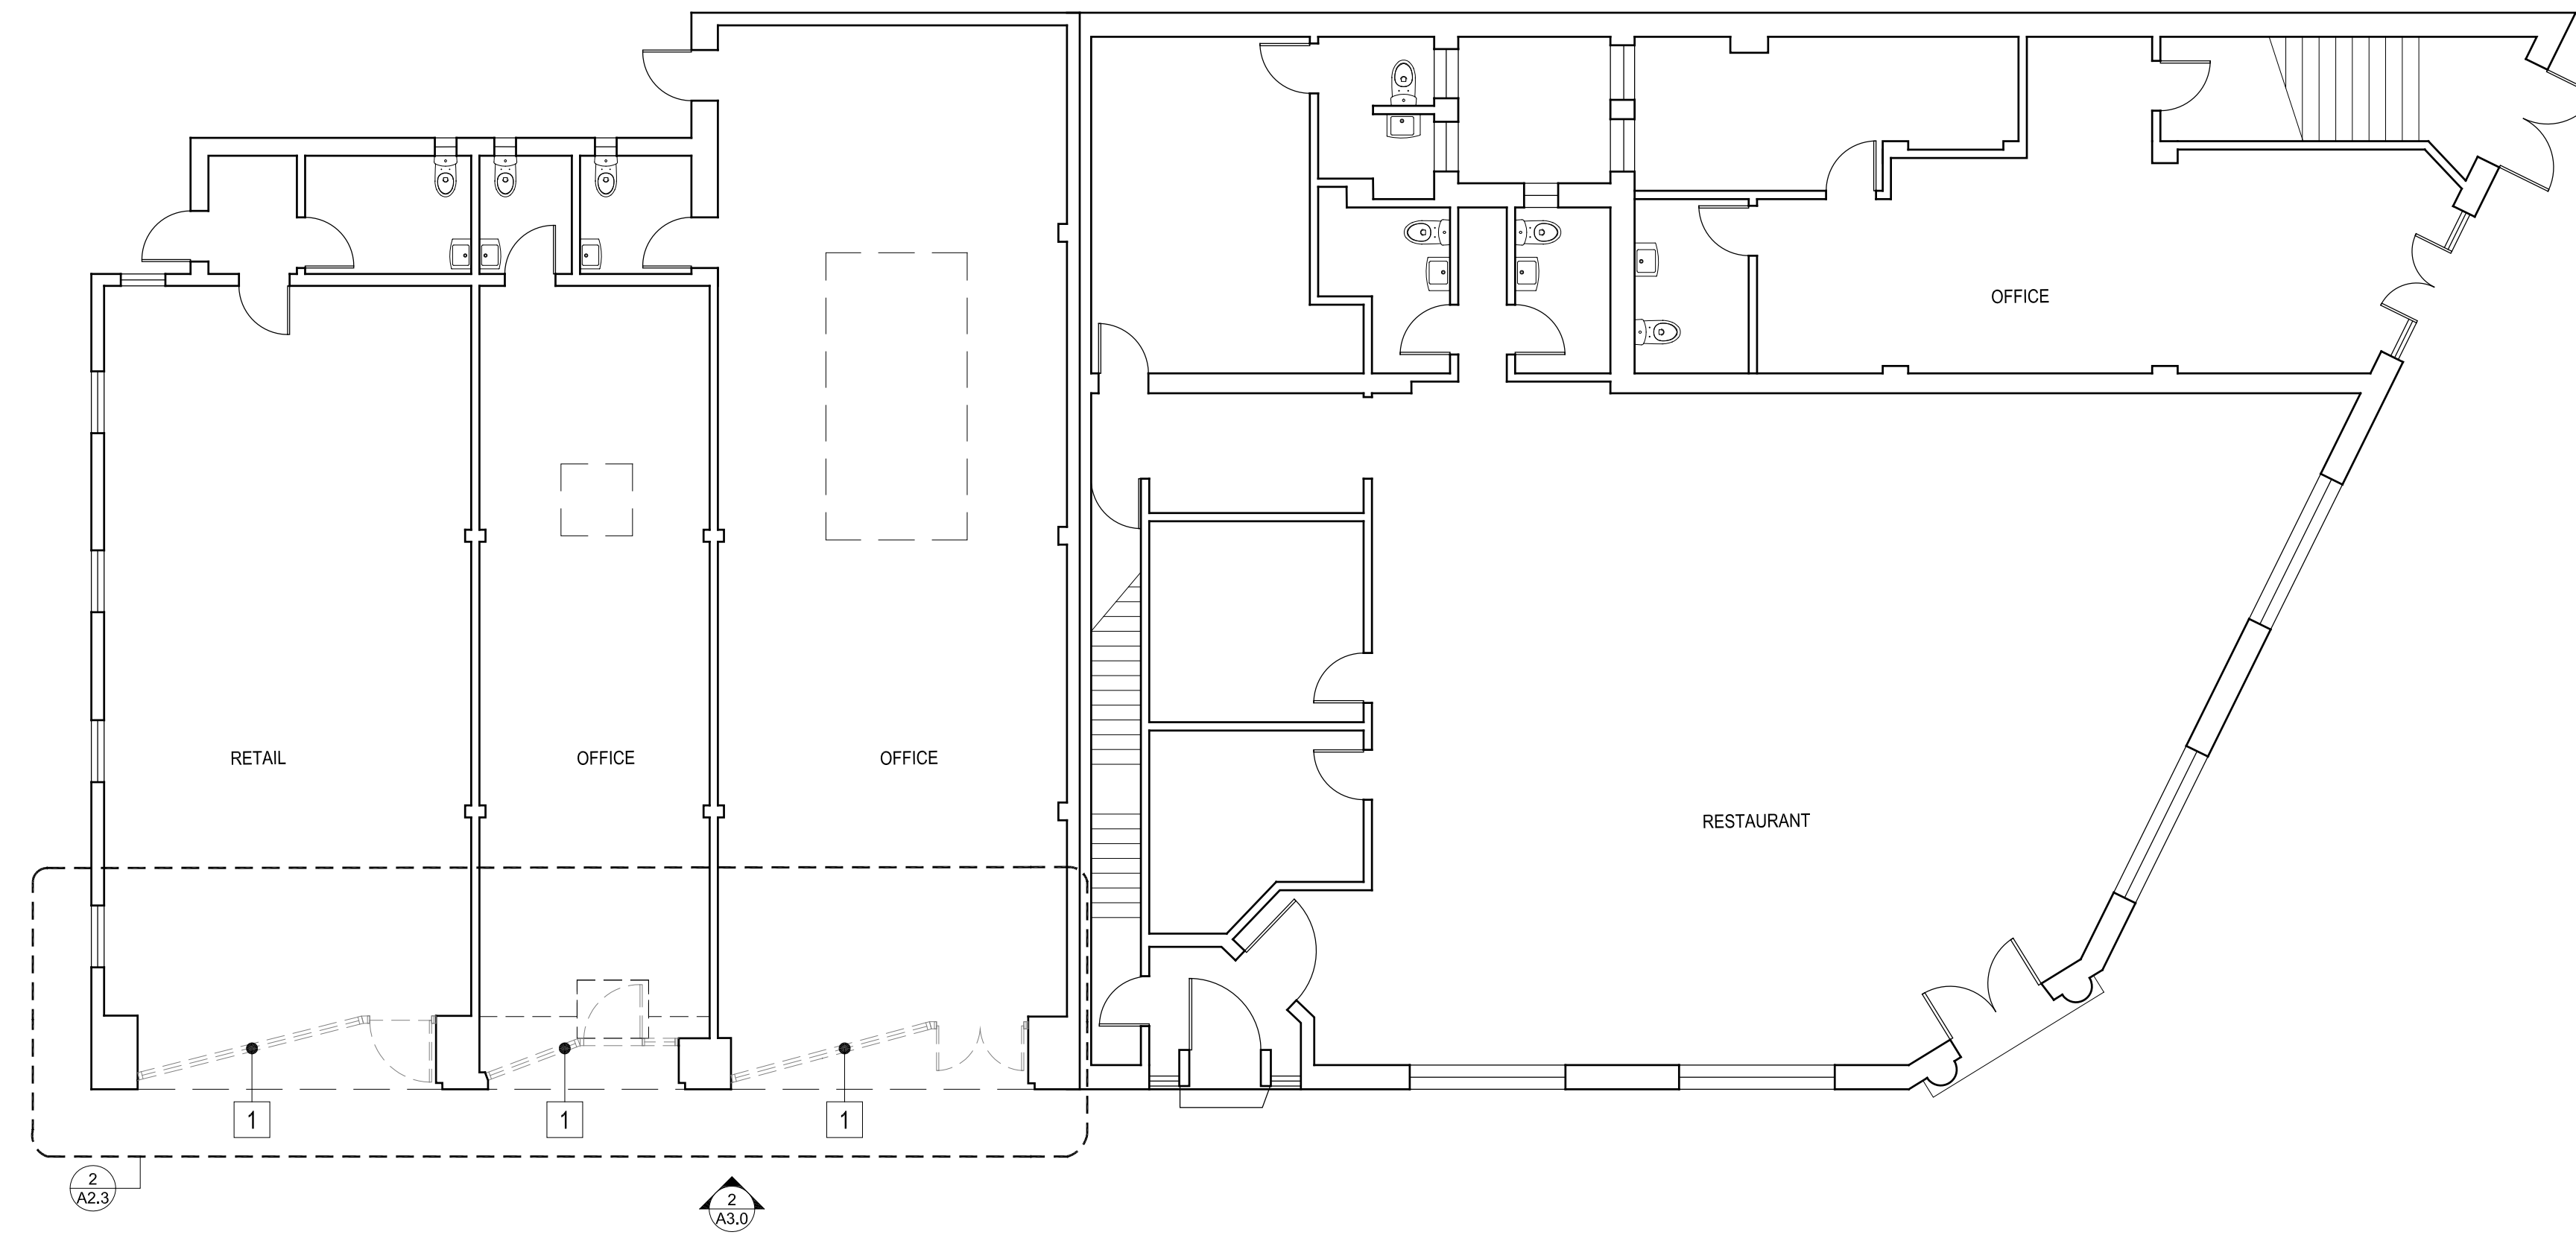 OFFICE
RETAIL
OFFICE
OFFICE
RESTAURANT
1
1
1
2
A2.3
2
A3.0